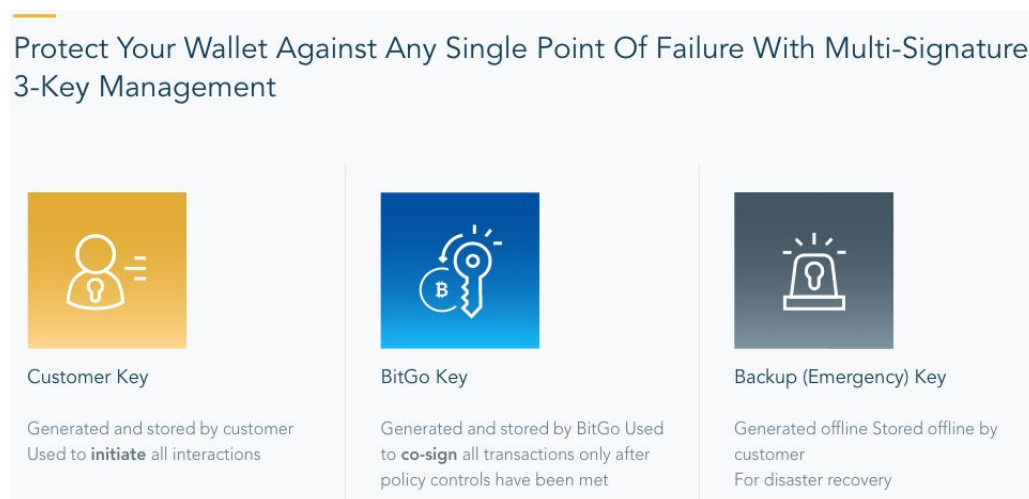 Protect Your Wallet Against Any Single Point Of Failure With Multi-Signature
3-Key Management
Customer Key
Generated and stored by customer
Used to initiate all interactions
BitGo Key
Generated and stored by BitGo Used
to co-sign all transactions only after
policy controls have been met
Backup (Emergency) Key
Generated offline Stored offline by
customer
For disaster recovery